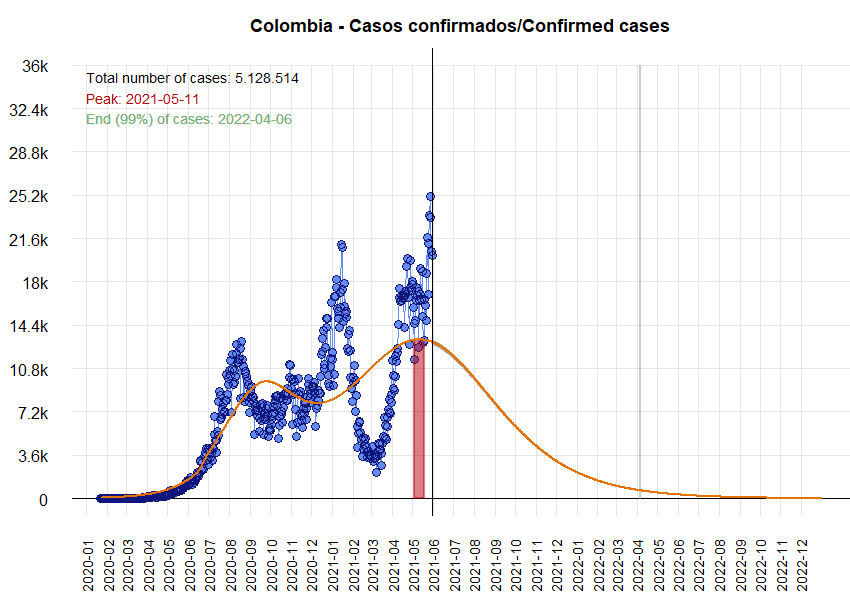 Colombia - Casos confirmados/Confirmed cases
36k
32.4k
28.8k
25.2k
21.6k
18k
14.4k
10.8k
7.2k
3.6k
0
Total number of cases: 5.128.514
Peak: 2021-05-11
End (99%) of cases: 2022-04-06
2020-01
2020-02
2020-03
2020-04
2020-05
2020-06
2020-07
2020-08
2020-09
2020-10
2020-11
2020-12
2021-01
2021-02
2021-03
2021-04
2021-05
2021-06
2021-07
2021-08
2021-09
2021-10
2021-11
2021-12
2022-01
2022-02
2022-03
2022-04
2022-05
2022-06
2022-07
2022-08
2022-09
2022-10
2022-11
2022-12